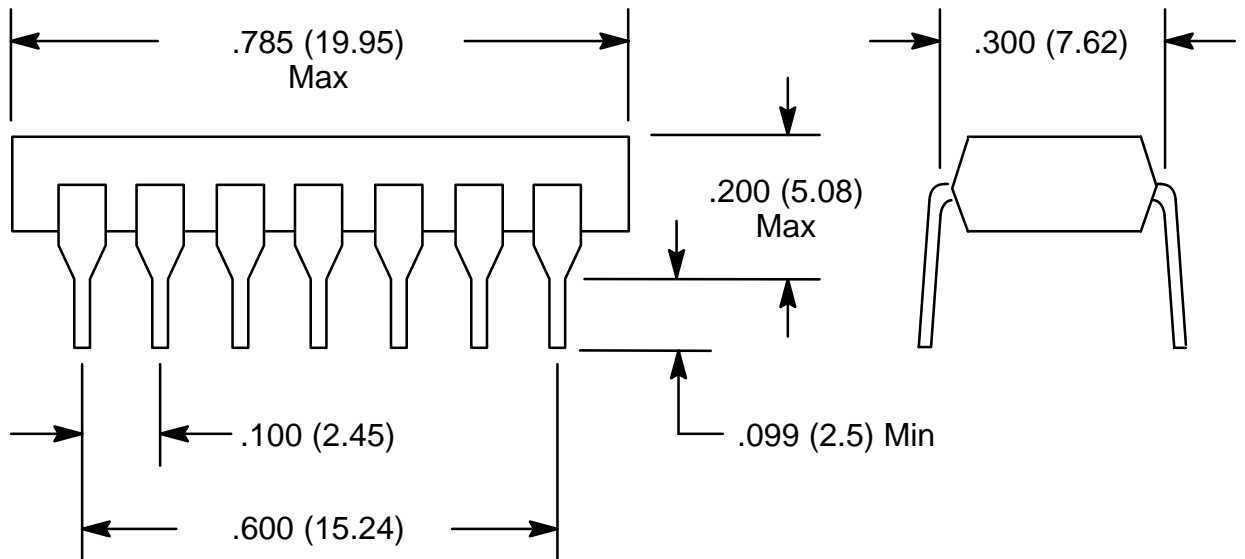 .785 (19.95)
Max
.300 (7.62)
.200 (5.08)
Max
.100 (2.45)
.099 (2.5) Min
.600 (15.24)